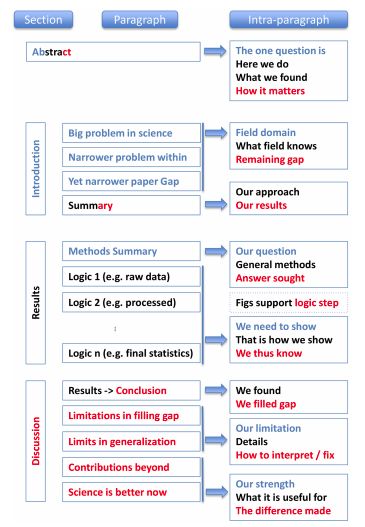 Section
Paragraph
Intra-paragraph
Abstract
The one question is
Here we do
What we found
How it matters
Introduction
Big problem in science
Narrower problem within
Yet narrower paper Gap
Summary
Field domain
What field knows
Remaining gap
Our approach
Our results
Results
Methods Summary
Logic 1 (e.g. raw data)
Logic 2 (e.g. processed)
:
Logic n (e.g. final statistics)
Our question
General methods
Answer sought
Figs support logic step
We need to show
That is how we show
We thus know
Discussion
Results -> Conclusion
Limitations in filling gap
Limits in generalization
Contributions beyond
Science is better now
We found
We filled gap
Our limitation
Details
How to interpret / fix
Our strength
What it is useful for
The difference made